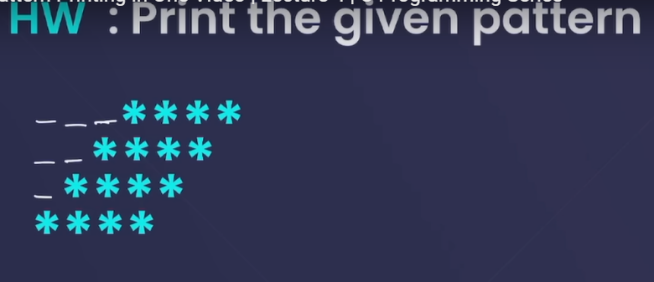 HW : Print the given pattern
_ _ _ * * * *
_ _ * * * *
_ * * * *
* * * *